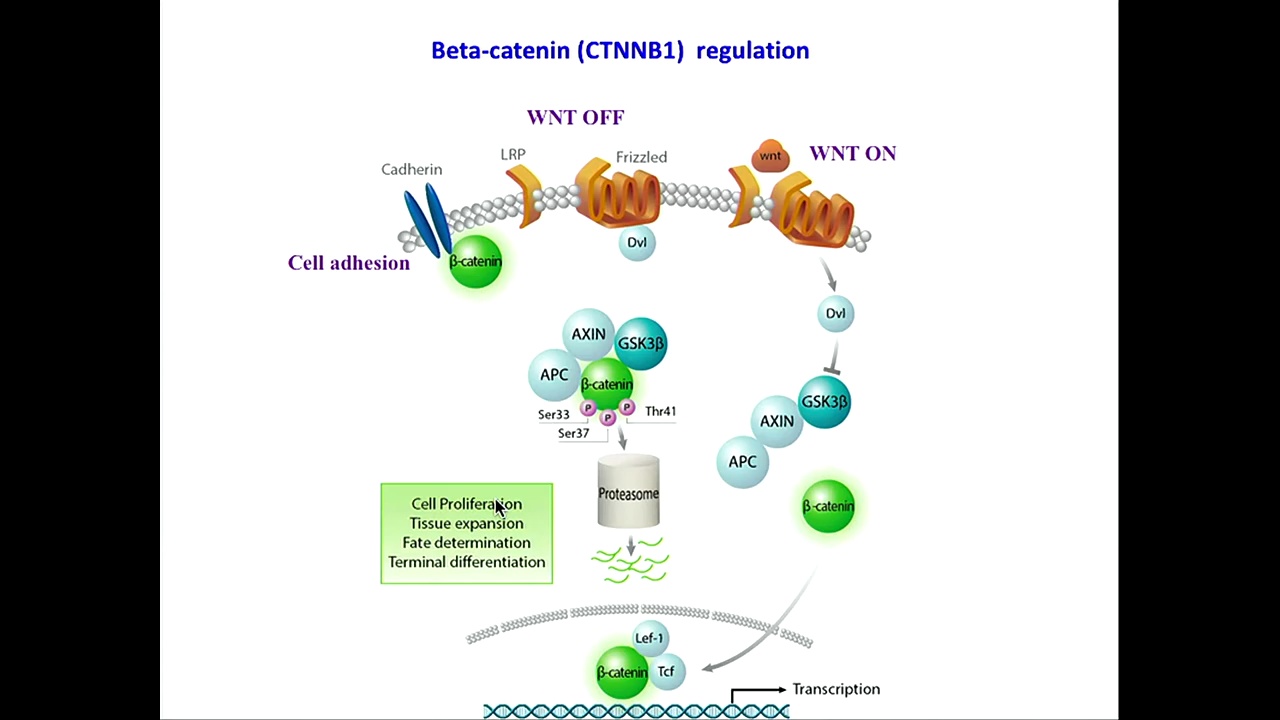 Beta-catenin (CTNNB1) regulation
WNT OFF
WNT ON
Cadherin
LRP
Frizzled
wnt
Cell adhesion
β-catenin
Dvl
Dvl
AXIN
GSK3β
APC
β-catenin
P
P
P
Ser33
Ser37
Thr41
GSK3β
AXIN
APC
β-catenin
Proteasome
Cell Proliferation
Tissue expansion
Fate determination
Terminal differentiation
Lef-1
β-catenin
Tcf
Transcription